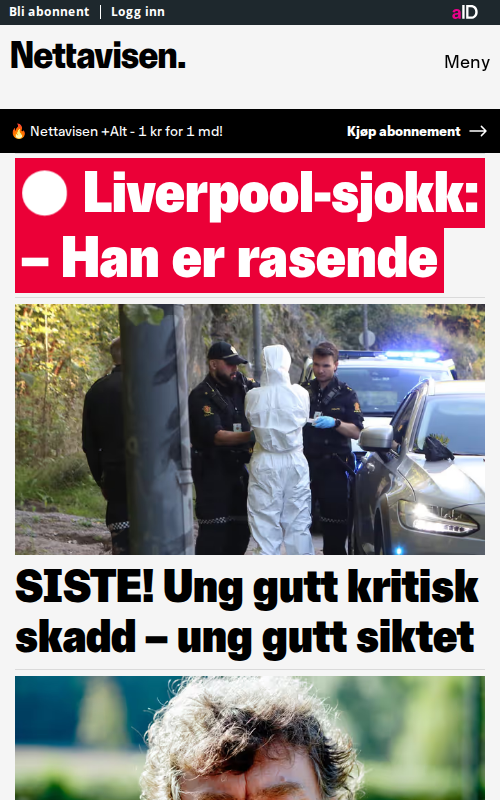 Bli abonnent | Logg inn
aID
Nettavisen.
Meny
🔥 Nettavisen +Alt - 1 kr for 1 md!
Kjøp abonnement →
Liverpool-sjokk:
– Han er rasende
SISTE! Ung gutt kritisk
skadd – ung gutt siktet